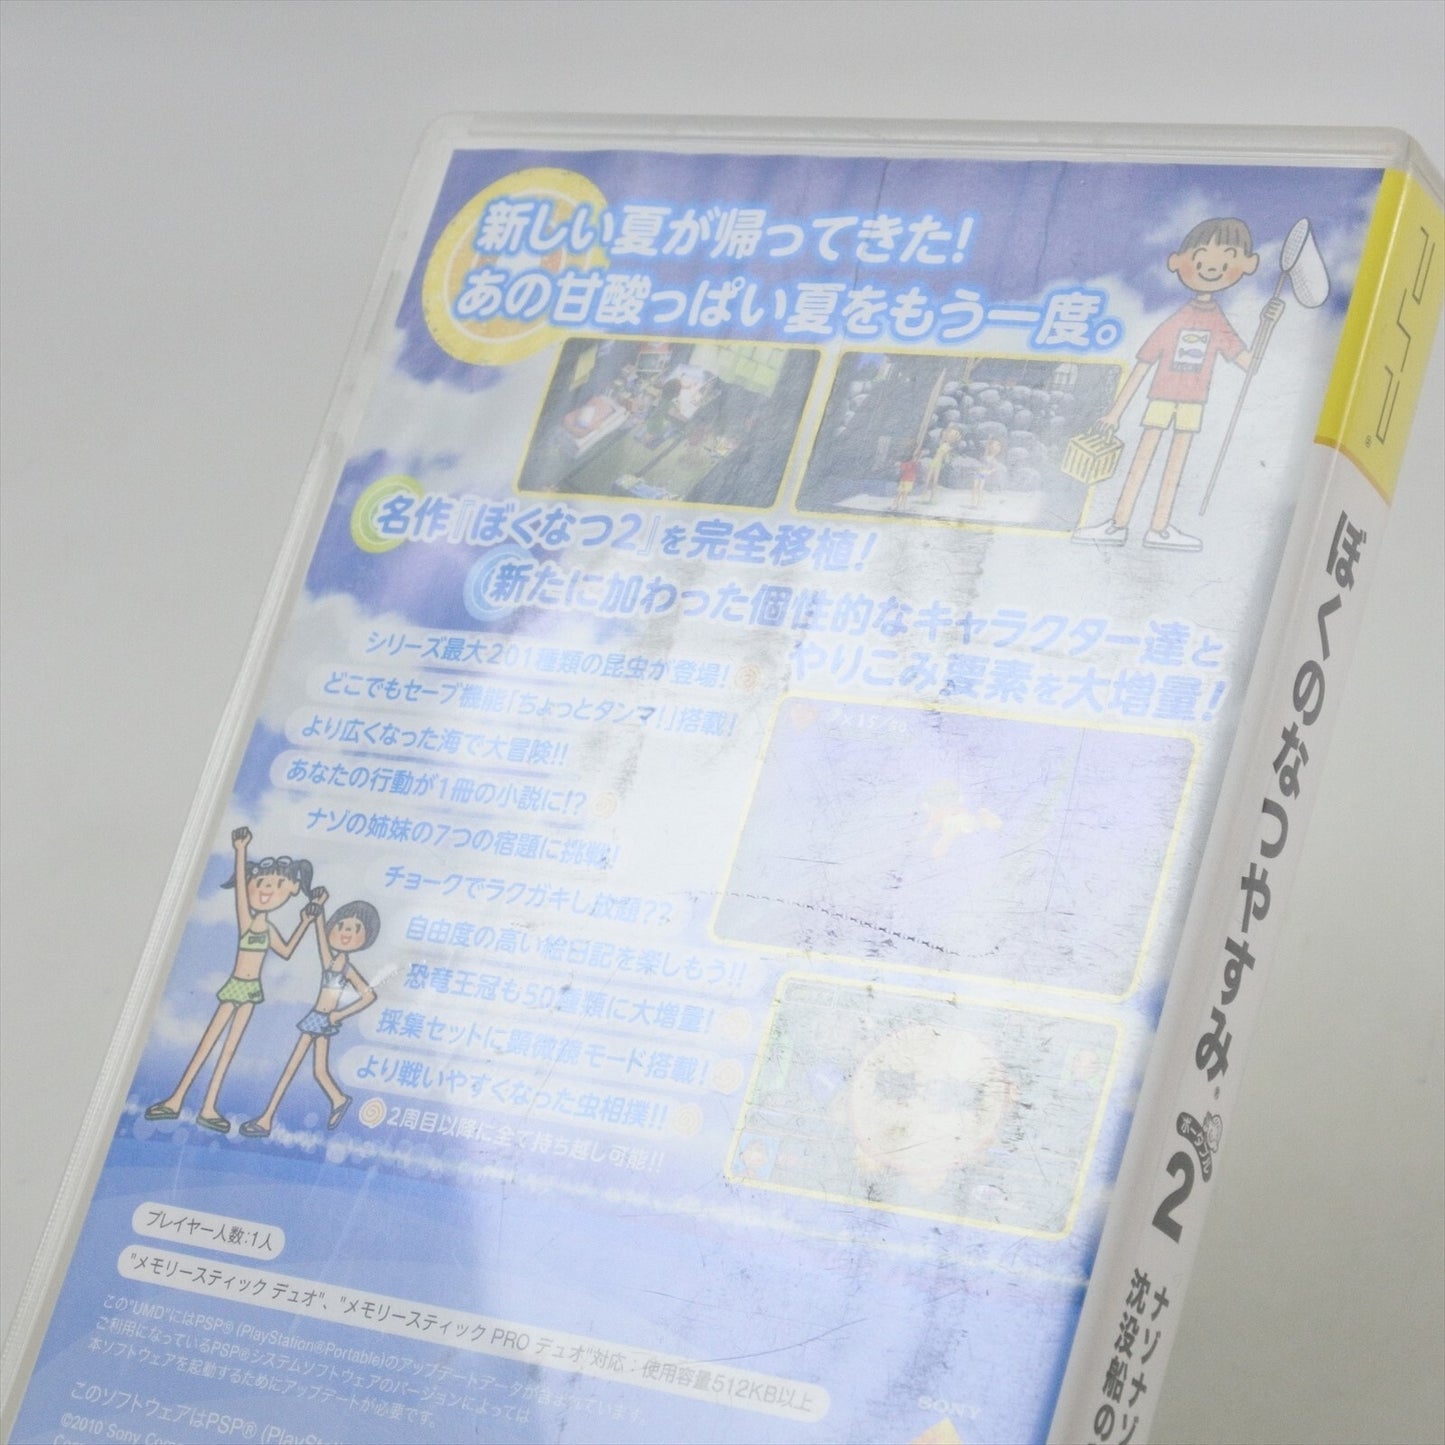 新しい夏が帰ってきた!
あの甘酸っぱい夏をもう一度。
名作『ぼくなつ2』を完全移植!
新たに加わった個性的なキャラクター達と
やりこみ要素を大増量!
シリーズ最大201種類の昆虫が登場!
どこでもセーブ機能「ちょっとタンマ!」搭載!
より広くなった海で大冒険!!
あなたの行動が1冊の小説に!?
ナゾの姉妹の7つの宿題に挑戦!
チョークでラクガキし放題??
自由度の高い絵日記を楽しもう!!
恐竜王冠も50種類に大増量!
採集セットに顕微鏡モード搭載!
より戦いやすくなった虫相撲!!
2周目以降に全て持ち越し可能!!
プレイヤー人数:1人
"メモリースティック デュオ"、"メモリースティック PRO デュオ"対応:使用容量512KB以上
この"UMD"にはPSP® (PlayStation®Portable)のアップデートデータが含まれています。
ご利用になっているPSP®システムソフトウェアのバージョンによっては
本ソフトウェアを起動するためにアップデートが必要です。
このソフトウェアはPSP® (PlaySta
©2010 Sony Com
SONY
PSP®
ぼくのなつやすみ®
ポータブル
2
ナゾナゾ
沈没船の